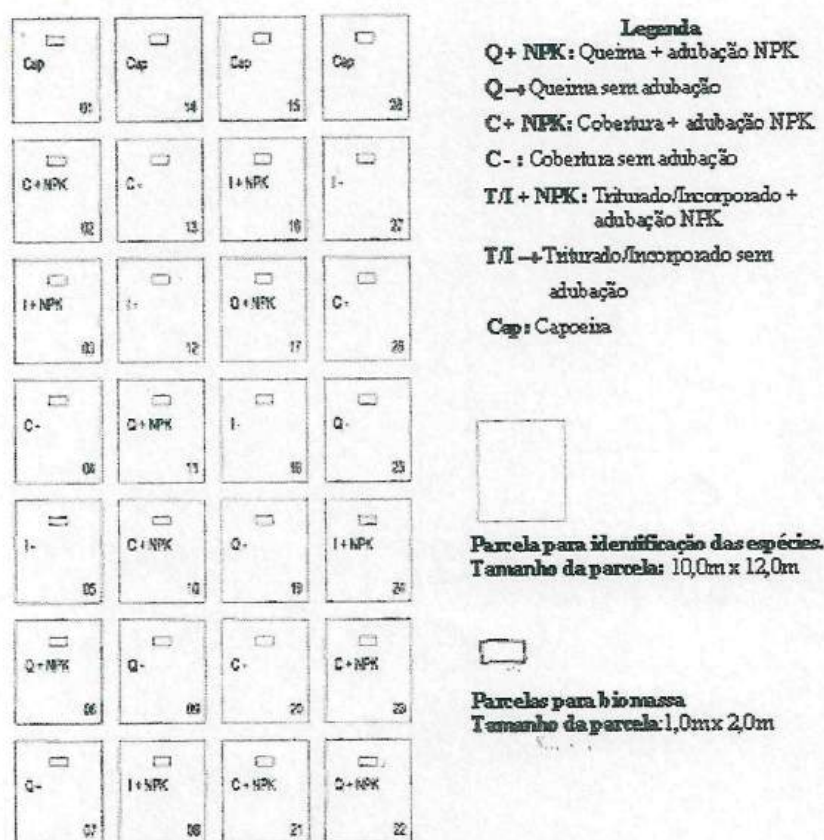 Cap
01
Cap
14
Cap
15
Cap
28
C + NPK
02
C -
13
I + NPK
16
I -
27
I + NPK
03
I -
12
Q + NPK
17
C -
26
C -
04
Q + NPK
11
I -
18
Q -
25
I -
05
C + NPK
10
Q -
19
I + NPK
24
Q + NPK
06
Q -
09
C -
20
C + NPK
23
Q -
07
I + NPK
08
C + NPK
21
Q + NPK
22
Legenda
Q + NPK: Queima + adubação NPK
Q → Queima sem adubação
C + NPK: Cobertura + adubação NPK
C - : Cobertura sem adubação
T/I + NPK: Triturado/Incorporado +
adubação NPK
T/I → Triturado/Incorporado sem
adubação
Cap: Capoeira
Parcela para identificação das espécies.
Tamanho da parcela: 10,0m x 12,0m
Parcelas para biomassa
Tamanho da parcela:1,0m x 2,0m